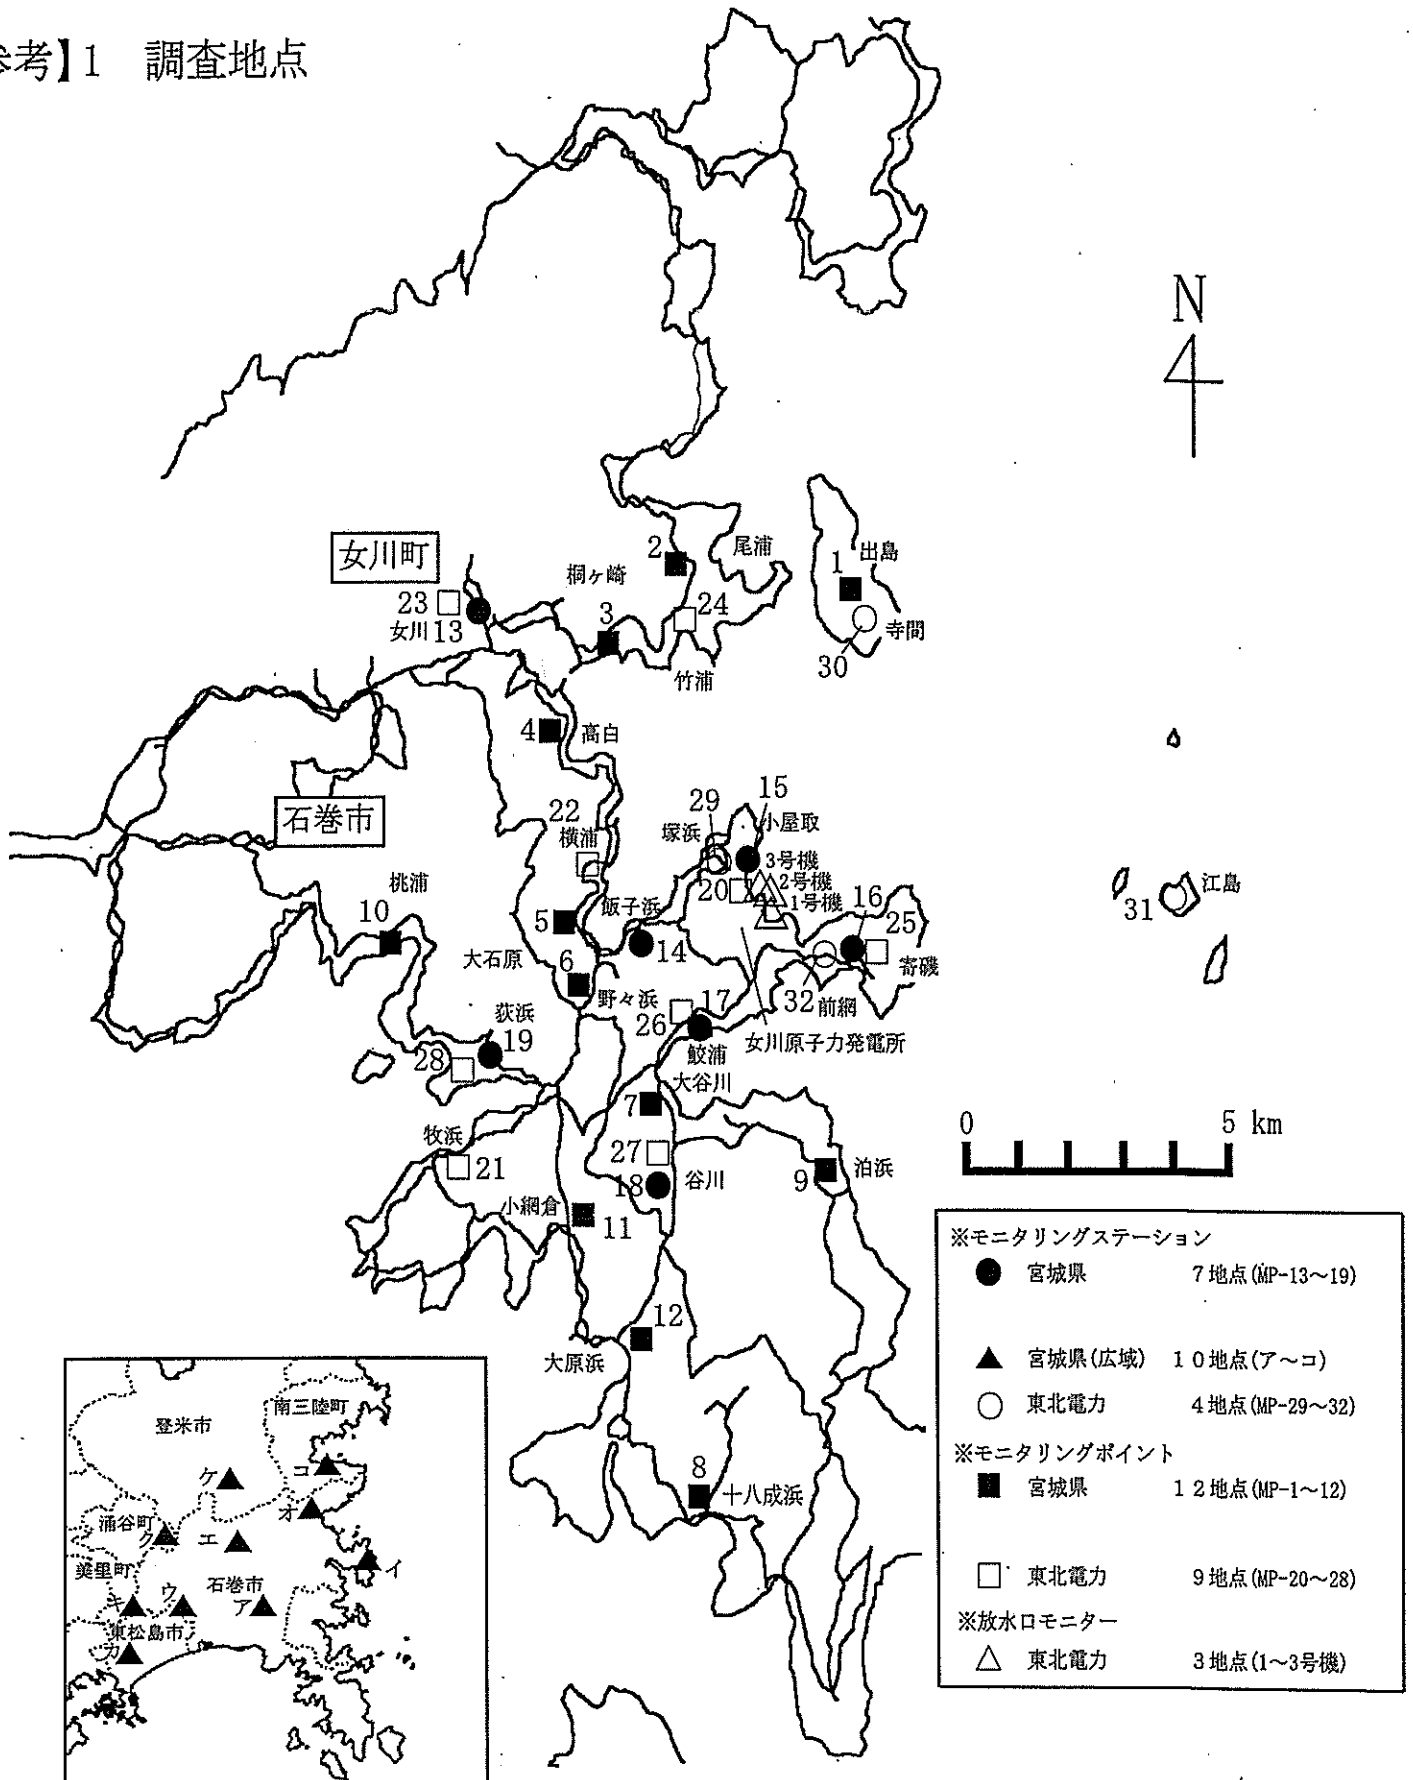 参考】1 調査地点
N
女川町
2
尾浦
出島
1
桐ヶ崎
23
女川 13
3
24
寺間
30
竹浦
4
高白
石巻市
22
横浦
29
15
塚浜
小屋取
3号機
2号機
1号機
20
16
25
江島
31
桃浦
10
飯子浜
5
14
大石原
6
寄磯
野々浜
17
32
前網
26
荻浜
19
鮫浦
女川原子力発電所
28
大谷川
7
0 5 km
牧浜
21
27
18
谷川
9
泊浜
小網倉
11
12
大原浜
8
十八成浜
※モニタリングステーション
● 宮城県 7地点(MP-13～19)
▲ 宮城県(広域) 10地点(ア～コ)
○ 東北電力 4地点(MP-29～32)
※モニタリングポイント
■ 宮城県 12地点(MP-1～12)
□ 東北電力 9地点(MP-20～28)
※放水口モニター
△ 東北電力 3地点(1～3号機)
登米市
南三陸町
ケ
コ
オ
涌谷町
ク
エ
イ
美里町
石巻市
キ
ウ
ア
東松島市
カ